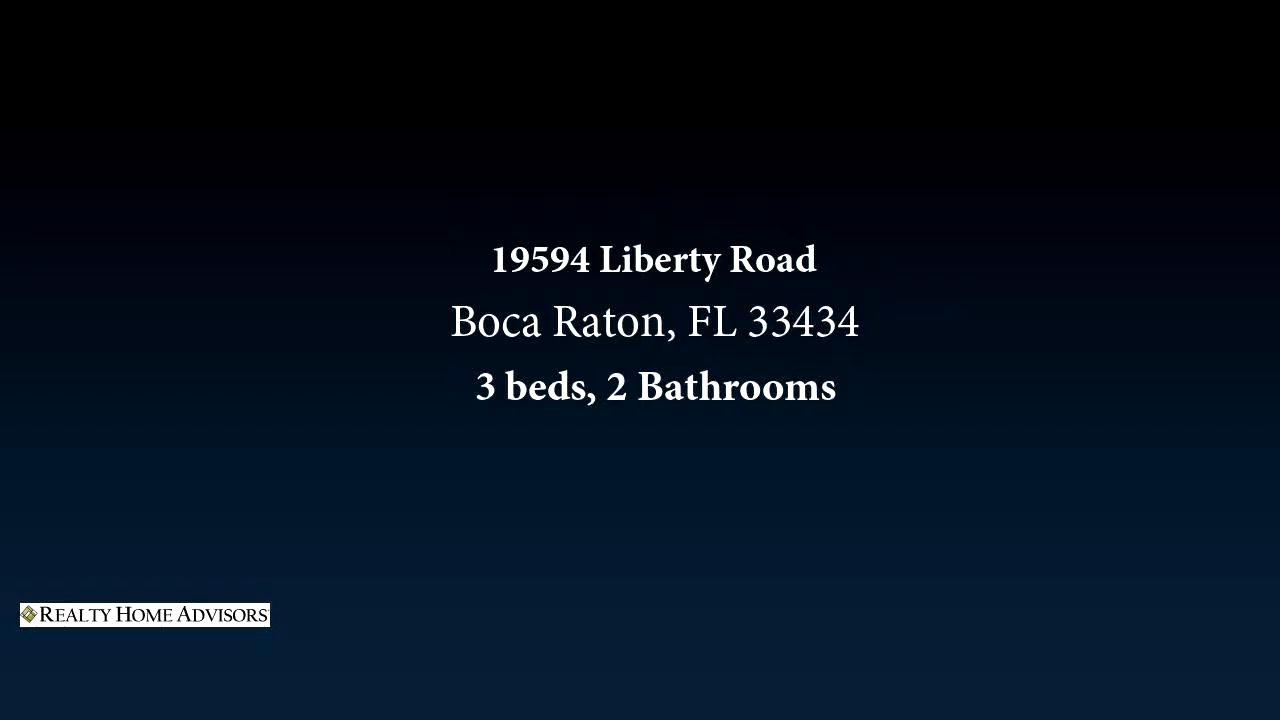 19594 Liberty Road
Boca Raton, FL 33434
3 beds, 2 Bathrooms
REALTY HOME ADVISORS